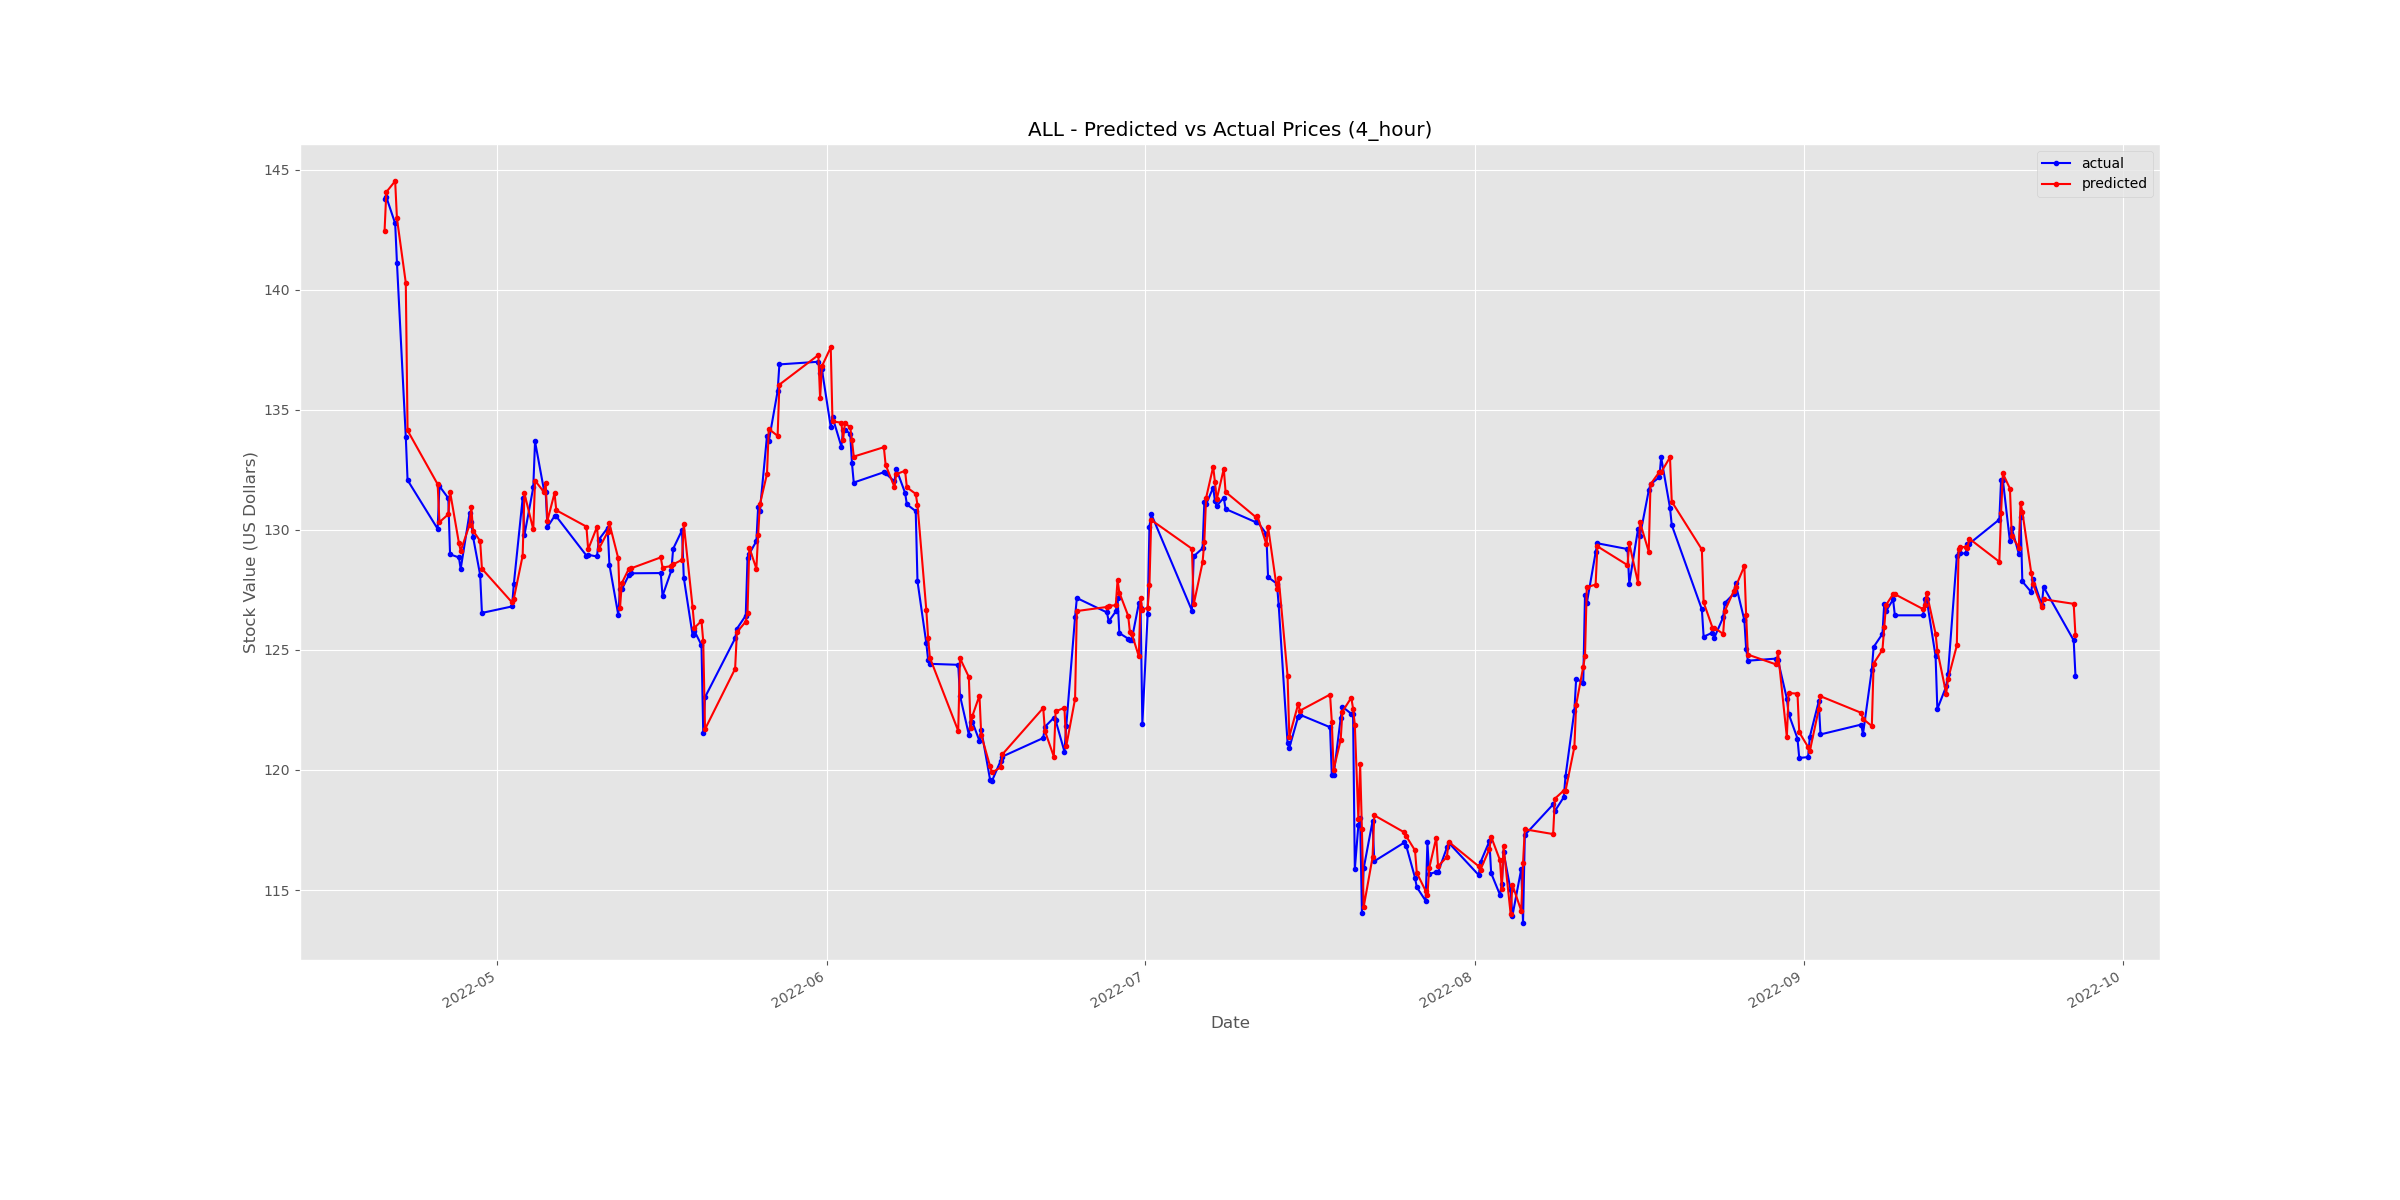 ALL - Predicted vs Actual Prices (4_hour)
actual
predicted
Stock Value (US Dollars)
145
140
135
130
125
120
115
2022-05
2022-06
2022-07
2022-08
2022-09
2022-10
Date